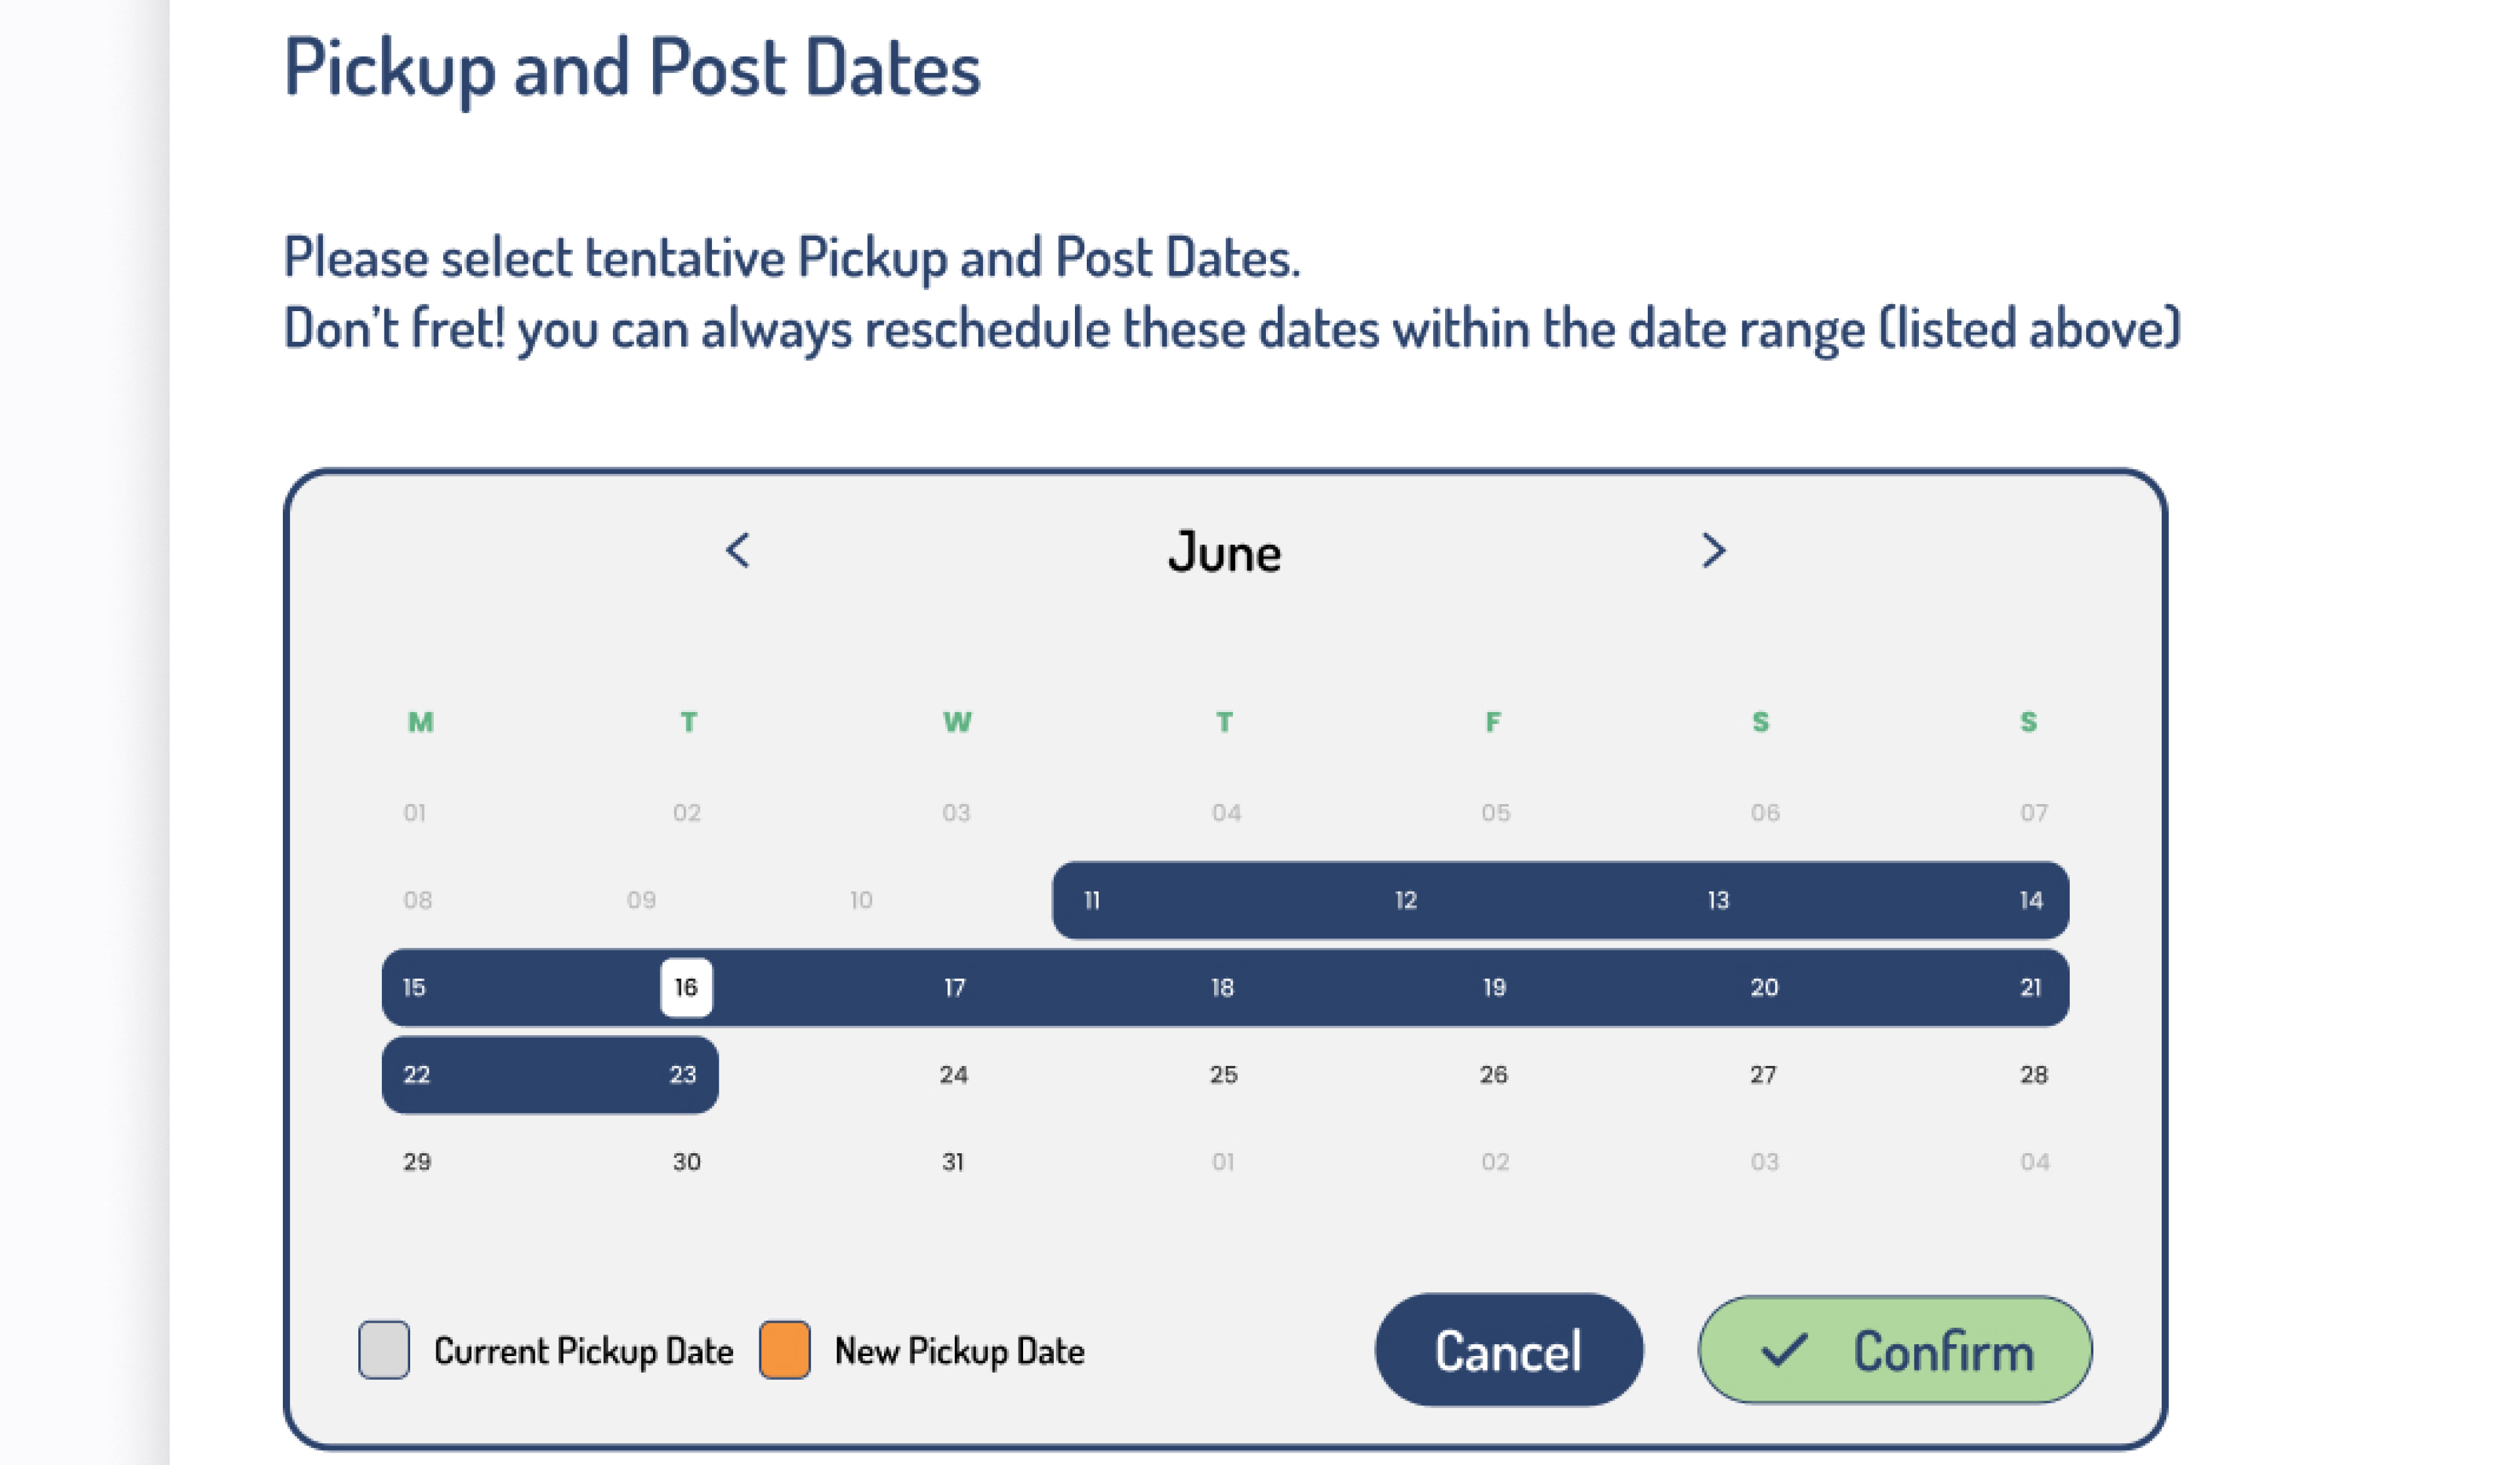 Pickup and Post Dates
Please select tentative Pickup and Post Dates.
Don't fret! you can always reschedule these dates within the date range (listed above)
< June >
M T W T F S S
01 02 03 04 05 06 07
08 09 10 11 12 13 14
15 16 17 18 19 20 21
22 23 24 25 26 27 28
29 30 31 01 02 03 04
Current Pickup Date New Pickup Date Cancel Confirm